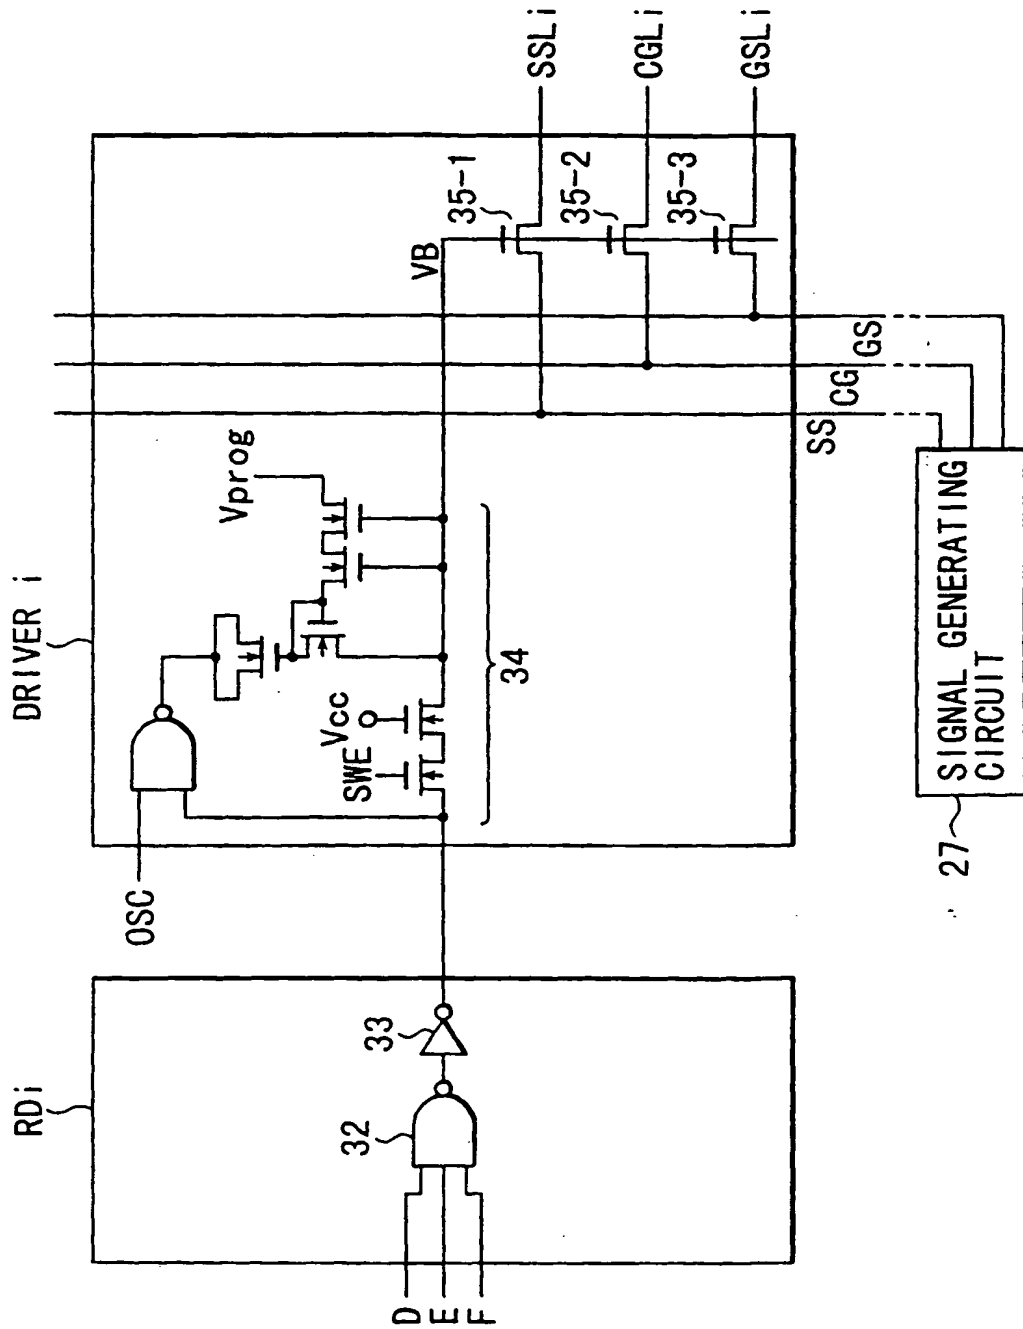 RDi
DRIVER i
D
E
F
32
33
OSC
SWE
Vcc
Vprog
34
VB
35-1
35-2
35-3
SSLi
CGLi
GSLi
SS
CG
GS
27
SIGNAL GENERATING
CIRCUIT